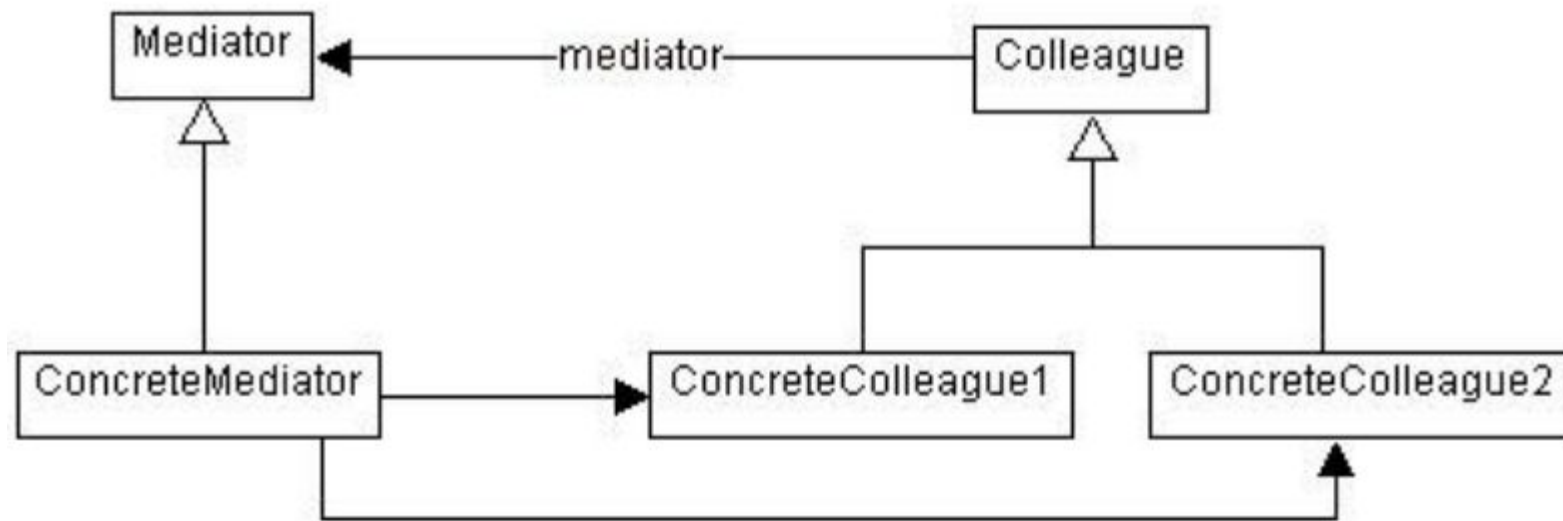 Mediator
mediator
Colleague
ConcreteMediator
ConcreteColleague1
ConcreteColleague2